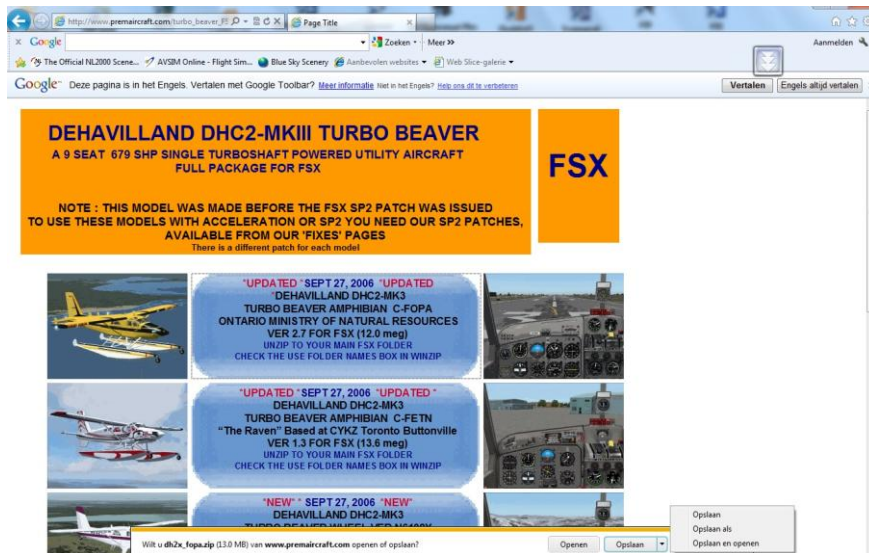 http://www.premaircraft.com/turbo_beaver_FS
Page Title
Google
Zoeken
Meer >>
Aanmelden
The Official NL2000 Scene...
AVSIM Online - Flight Sim...
Blue Sky Scenery
Aanbevolen websites
Web Slice-galerie
Google Deze pagina is in het Engels. Vertalen met Google Toolbar? Meer informatie Niet in het Engels? Help ons dit te verbeteren
Vertalen
Engels altijd vertalen
DEHAVILLAND DHC2-MKIII TURBO BEAVER
A 9 SEAT 679 SHP SINGLE TURBOSHAFT POWERED UTILITY AIRCRAFT
FULL PACKAGE FOR FSX
NOTE : THIS MODEL WAS MADE BEFORE THE FSX SP2 PATCH WAS ISSUED
TO USE THESE MODELS WITH ACCELERATION OR SP2 YOU NEED OUR SP2 PATCHES,
AVAILABLE FROM OUR 'FIXES' PAGES
There is a different patch for each model
FSX
*UPDATED *SEPT 27, 2006 *UPDATED
*DEHAVILLAND DHC2-MK3
TURBO BEAVER AMPHIBIAN C-FOPA
ONTARIO MINISTRY OF NATURAL RESOURCES
VER 2.7 FOR FSX (12.0 meg)
UNZIP TO YOUR MAIN FSX FOLDER
CHECK THE USE FOLDER NAMES BOX IN WINZIP
*UPDATED *SEPT 27, 2006 *UPDATED *
DEHAVILLAND DHC2-MK3
TURBO BEAVER AMPHIBIAN C-FETN
"The Raven" Based at CYKZ Toronto Buttonville
VER 1.3 FOR FSX (13.6 meg)
UNZIP TO YOUR MAIN FSX FOLDER
CHECK THE USE FOLDER NAMES BOX IN WINZIP
*NEW* * SEPT 27, 2006 *NEW*
DEHAVILLAND DHC2-MK3
TURBO BEAVER WHEEL VER
Opslaan
Opslaan als
Opslaan en openen
Wilt u dh2x_fopa.zip (13.0 MB) van www.premaircraft.com openen of opslaan?
Openen
Opslaan